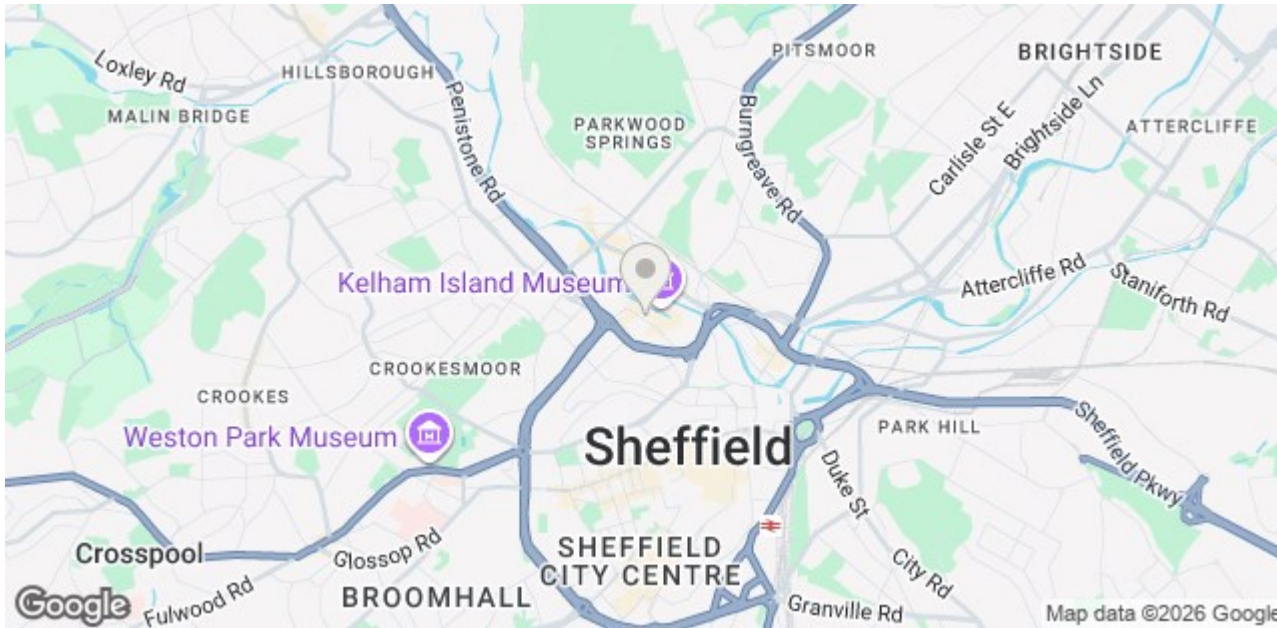 PITSMOOR
BRIGHTSIDE
Loxley Rd
HILLSBOROUGH
MALIN BRIDGE
Penistone Rd
PARKWOOD
SPRINGS
Burngreave Rd
Carlisle St E
Brightside Ln
ATTERCLIFFE
Kelham Island Museum
Attercliffe Rd
Staniforth Rd
CROOKESMOOR
CROOKES
Weston Park Museum
Sheffield
PARK HILL
Sheffield Pkwy
Duke St
Crosspool
Glossop Rd
SHEFFIELD
CITY CENTRE
City Rd
Fulwood Rd
BROOMHALL
Granville Rd
Google
Map data ©2026 Google